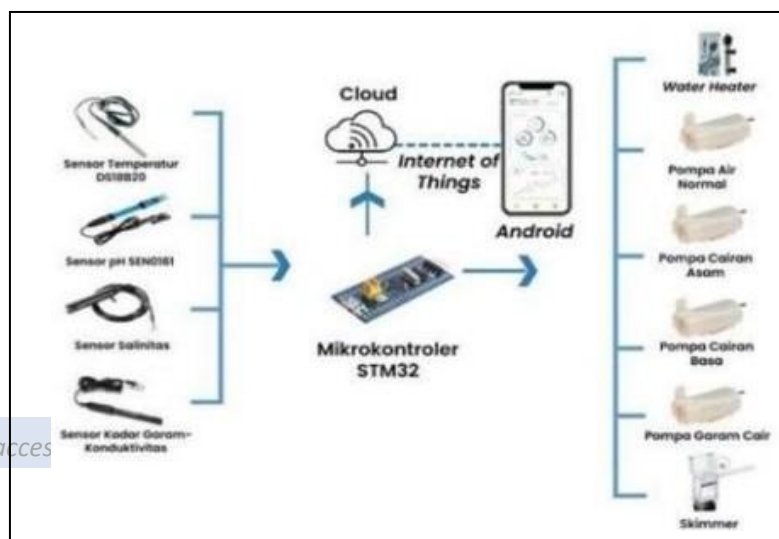 Sensor Temperatur
DS18B20
Sensor pH SEN0161
Sensor Salinitas
Sensor Kadar Garam-
Konduktivitas
acces
Cloud
Internet of
Things
Android
Mikrokontroler
STM32
Water Heater
Pompa Air
Normal
Pompa Cairan
Asam
Pompa Cairan
Basa
Pompa Garam Cair
Skimmer